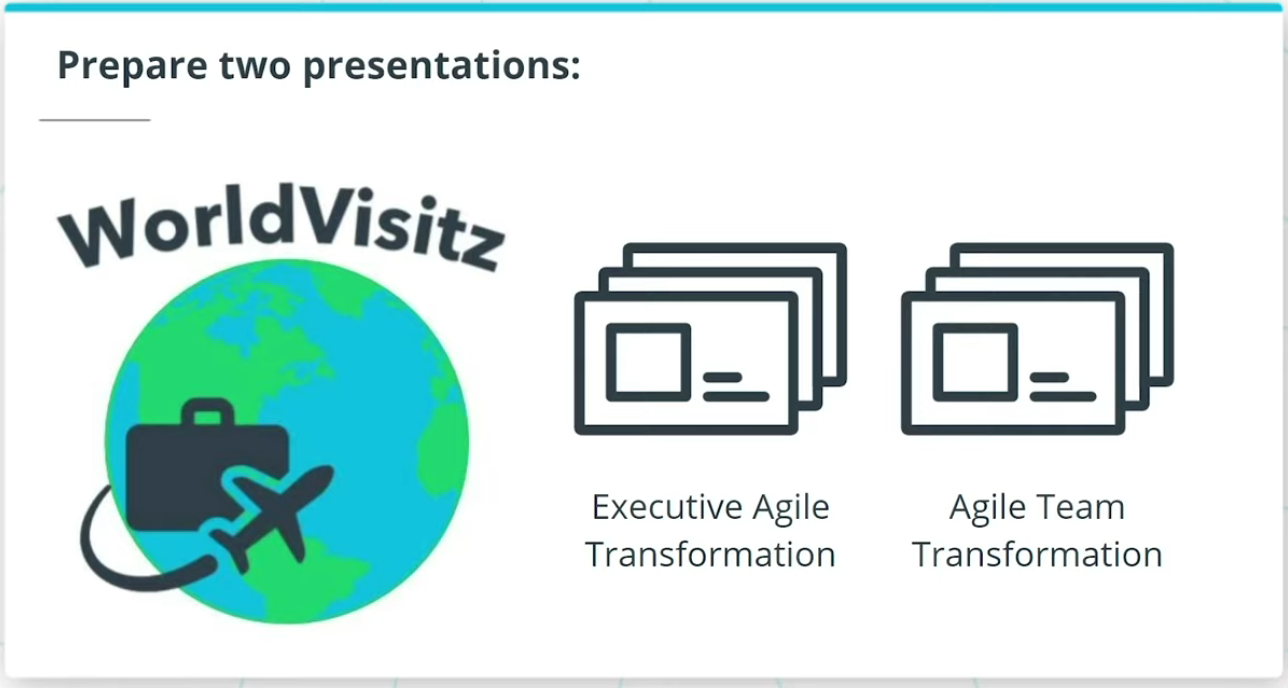 Prepare two presentations:
WorldVisitz
Executive Agile
Transformation
Agile Team
Transformation